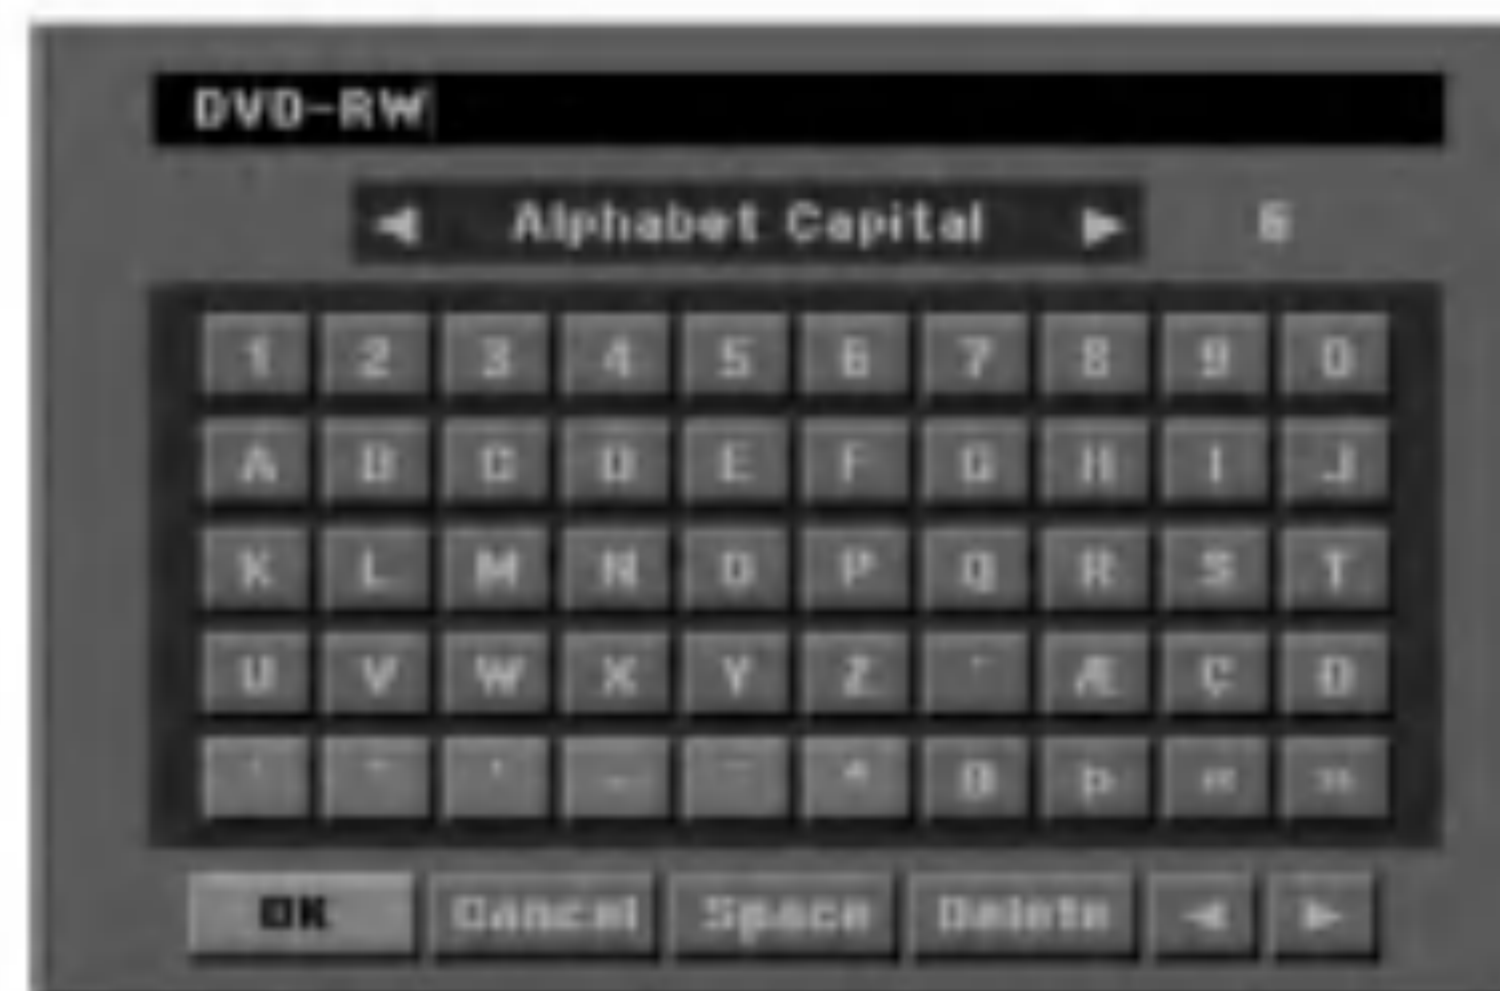 DVD-RW
◄ Alphabet Capital ► 6
1 2 3 4 5 6 7 8 9 0
A B C D E F G H I J
K L M N O P Q R S T
U V W X Y Z Æ Ç
OK Cancel Space Delete ◄ ►